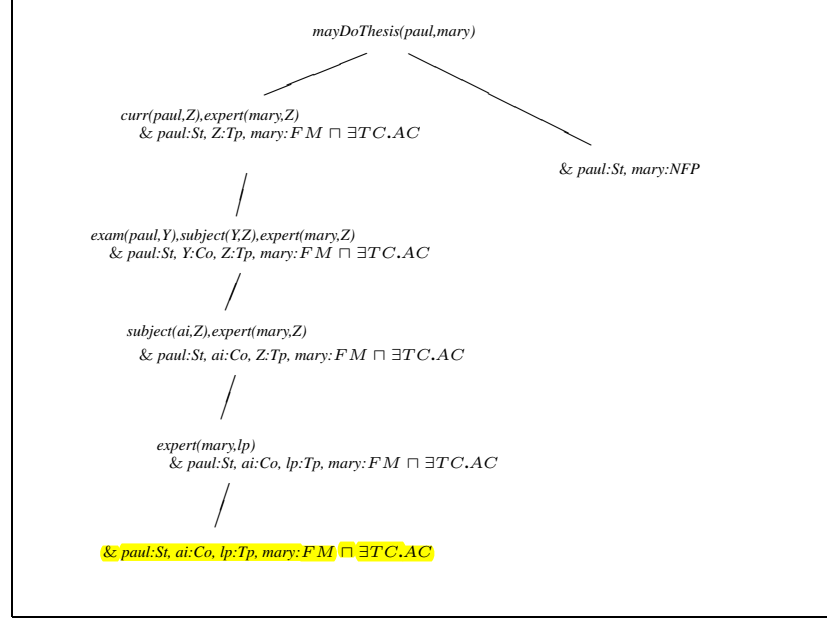 mayDoThesis(paul,mary)
curr(paul,Z),expert(mary,Z)
& paul:St, Z:Tp, mary:FM ⊓ ∃TC.AC
& paul:St, mary:NFP
exam(paul,Y),subject(Y,Z),expert(mary,Z)
& paul:St, Y:Co, Z:Tp, mary:FM ⊓ ∃TC.AC
subject(ai,Z),expert(mary,Z)
& paul:St, ai:Co, Z:Tp, mary:FM ⊓ ∃TC.AC
expert(mary,lp)
& paul:St, ai:Co, lp:Tp, mary:FM ⊓ ∃TC.AC
& paul:St, ai:Co, lp:Tp, mary:FM ⊓ ∃TC.AC